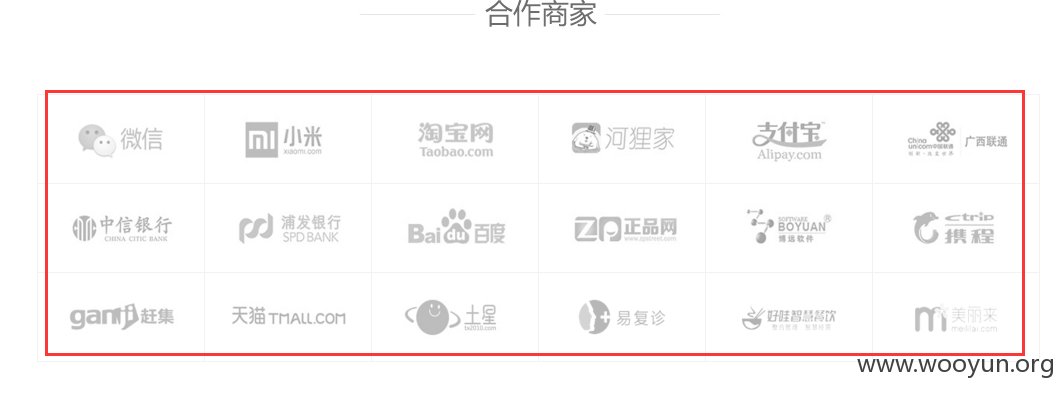 合作商家
微信
小米
xiaomi.com
淘宝网
Taobao.com
河狸家
支付宝
Alipay.com
China
unicom中国联通
广西联通
中信银行
CHINA CITIC BANK
浦发银行
SPD BANK
Bai du 百度
ZP 正品网
SOFTWARE
BOYUAN®
博远软件
ctrip
携程
ganji 赶集
天猫 TMALL.COM
土星
易复诊
好哇智慧餐饮
m 美丽来
meililai.com
www.wooyun.org